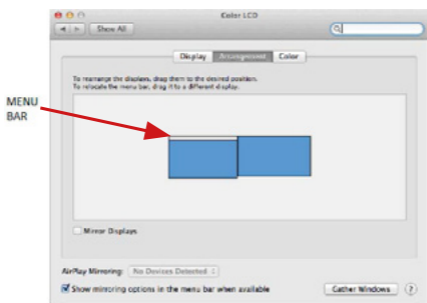 Color LCD
Show All
Display Arrangement Color
To rearrange the displays, drag them to the desired position.
To relocate the menu bar, drag it to a different display.
MENU
BAR
Mirror Displays
AirPlay Mirroring: No Devices Detected
Show mirroring options in the menu bar when available
Gather Windows ?